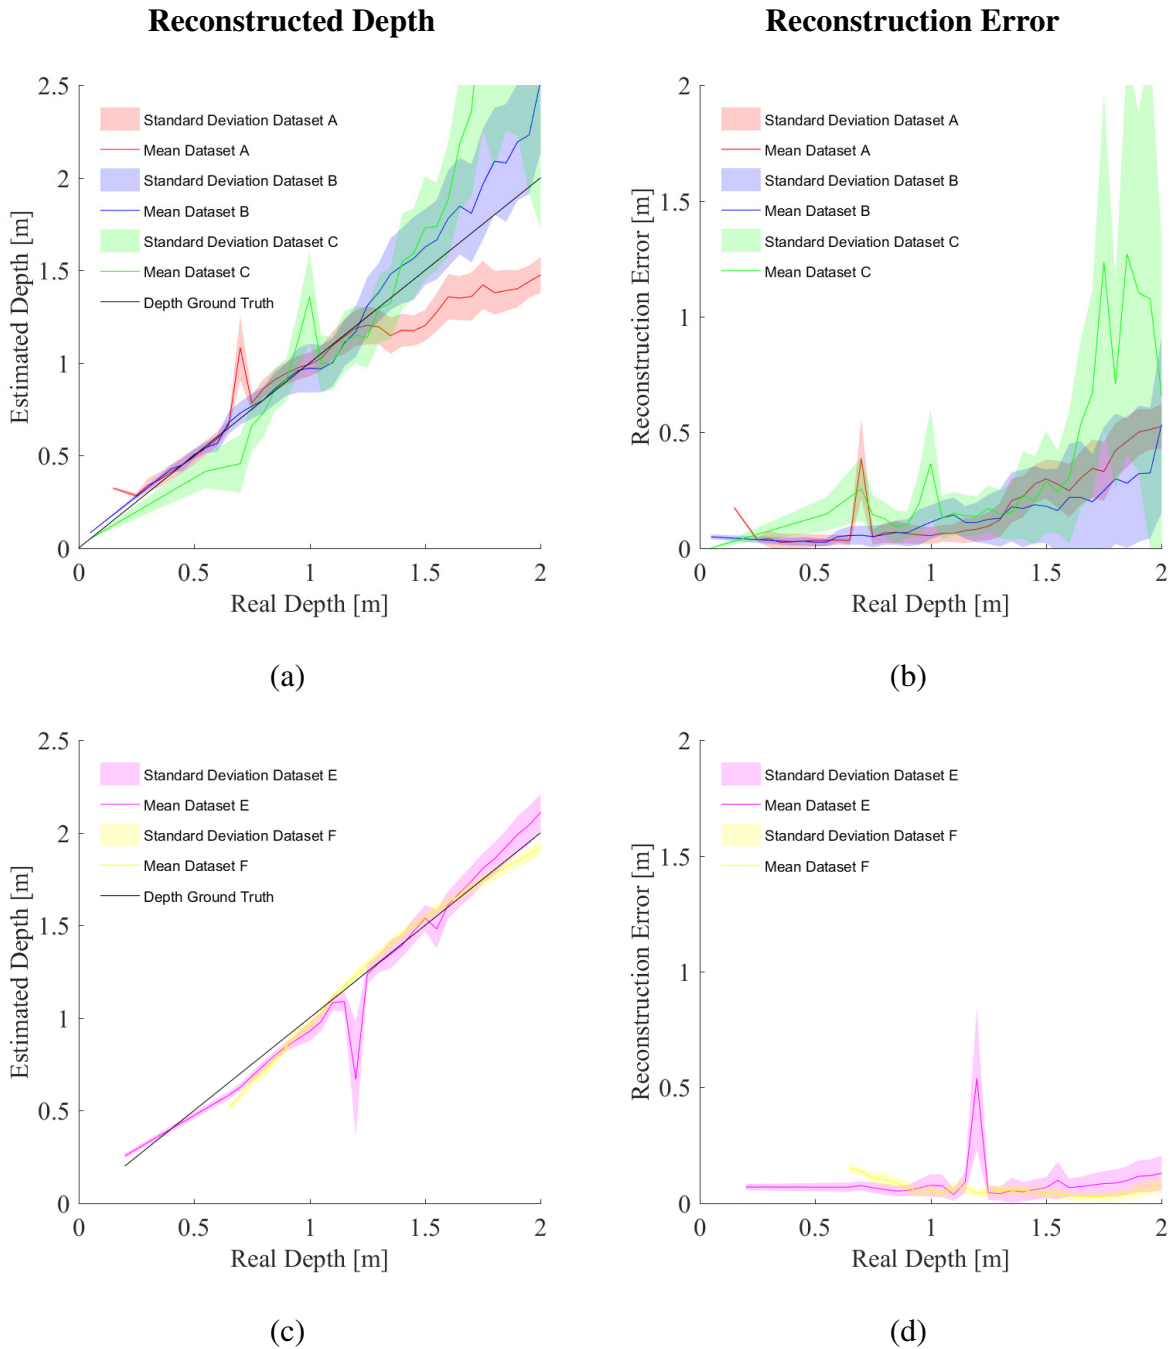 Reconstructed Depth
Reconstruction Error
2.5
2
1.5
1
0.5
0
Estimated Depth [m]
Standard Deviation Dataset A
Mean Dataset A
Standard Deviation Dataset B
Mean Dataset B
Standard Deviation Dataset C
Mean Dataset C
Depth Ground Truth
0 0.5 1 1.5 2
Real Depth [m]
(a)
2
1.5
1
0.5
0
Reconstruction Error [m]
Standard Deviation Dataset A
Mean Dataset A
Standard Deviation Dataset B
Mean Dataset B
Standard Deviation Dataset C
Mean Dataset C
0 0.5 1 1.5 2
Real Depth [m]
(b)
2.5
2
1.5
1
0.5
0
Estimated Depth [m]
Standard Deviation Dataset E
Mean Dataset E
Standard Deviation Dataset F
Mean Dataset F
Depth Ground Truth
0 0.5 1 1.5 2
Real Depth [m]
(c)
2
1.5
1
0.5
0
Reconstruction Error [m]
Standard Deviation Dataset E
Mean Dataset E
Standard Deviation Dataset F
Mean Dataset F
0 0.5 1 1.5 2
Real Depth [m]
(d)